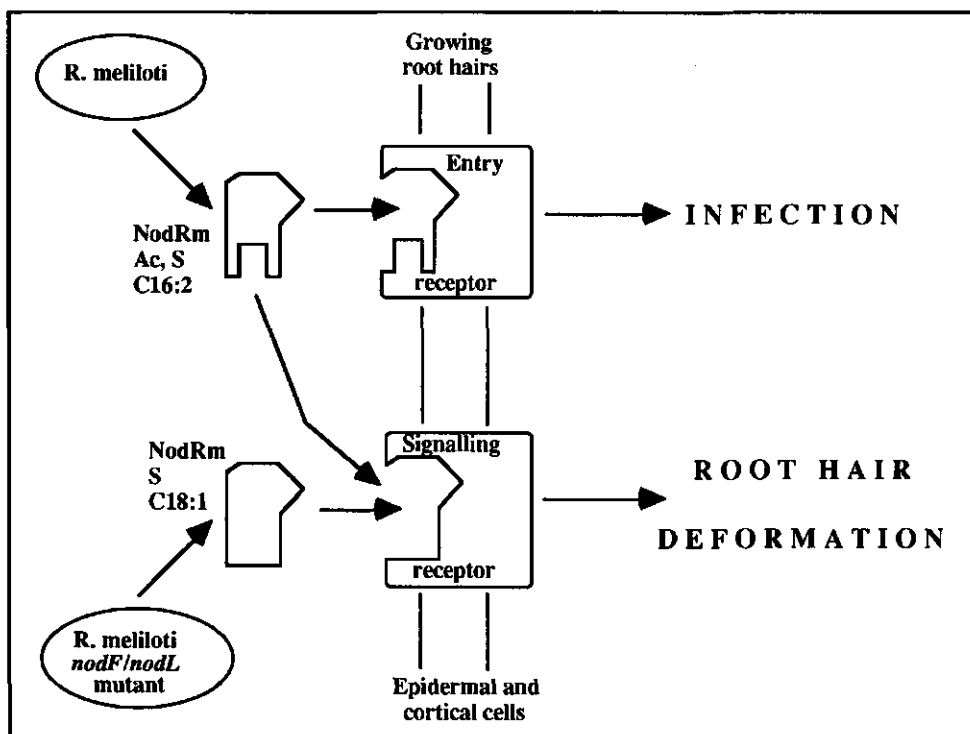 R. meliloti
Growing
root hairs
Entry
receptor
INFECTION
NodRm
Ac, S
C16:2
NodRm
S
C18:1
Signalling
receptor
ROOT HAIR
DEFORMATION
R. meliloti
nodF/nodL
mutant
Epidermal and
cortical cells